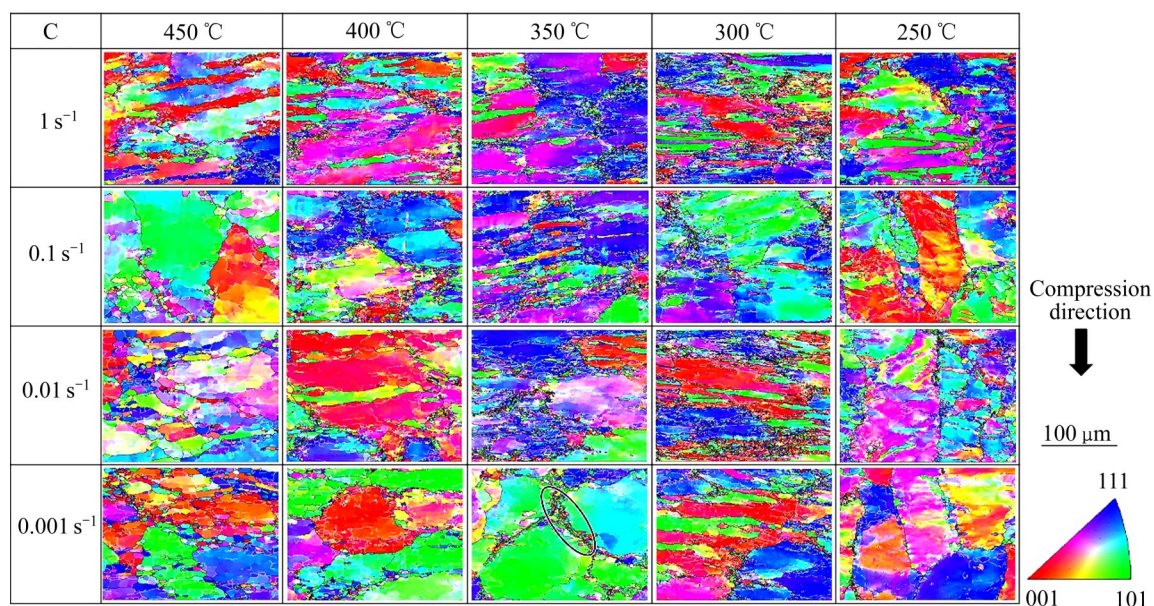 C 450 ℃ 400 ℃ 350 ℃ 300 ℃ 250 ℃
1 s⁻¹
0.1 s⁻¹
Compression
direction
0.01 s⁻¹
100 μm
111
0.001 s⁻¹
001 101